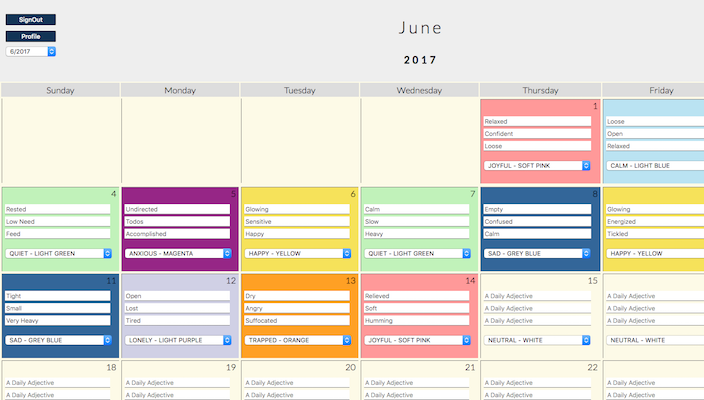 SignOut
Profile
6/2017
June
2017
Sunday Monday Tuesday Wednesday Thursday Friday
1
Relaxed Loose
Confident Open
Loose Relaxed
JOYFUL - SOFT PINK CALM - LIGHT BLUE
4 5 6 7 8
Rested Undirected Glowing Calm Empty Glowing
Low Need Todos Sensitive Slow Confused Energized
Feed Accomplished Happy Heavy Calm Tickled
QUIET - LIGHT GREEN ANXIOUS - MAGENTA HAPPY - YELLOW QUIET - LIGHT GREEN SAD - GREY BLUE HAPPY - YELLOW
11 12 13 14 15
Tight Open Dry Relieved A Daily Adjective A Daily Adjective
Small Lost Angry Soft A Daily Adjective A Daily Adjective
Very Heavy Tired Suffocated Humming A Daily Adjective A Daily Adjective
SAD - GREY BLUE LONELY - LIGHT PURPLE TRAPPED - ORANGE JOYFUL - SOFT PINK NEUTRAL - WHITE NEUTRAL - WHITE
18 19 20 21 22
A Daily Adjective A Daily Adjective A Daily Adjective A Daily Adjective A Daily Adjective A Daily Adjective
A Daily Adjective A Daily Adjective A Daily Adjective A Daily Adjective A Daily Adjective A Daily Adjective